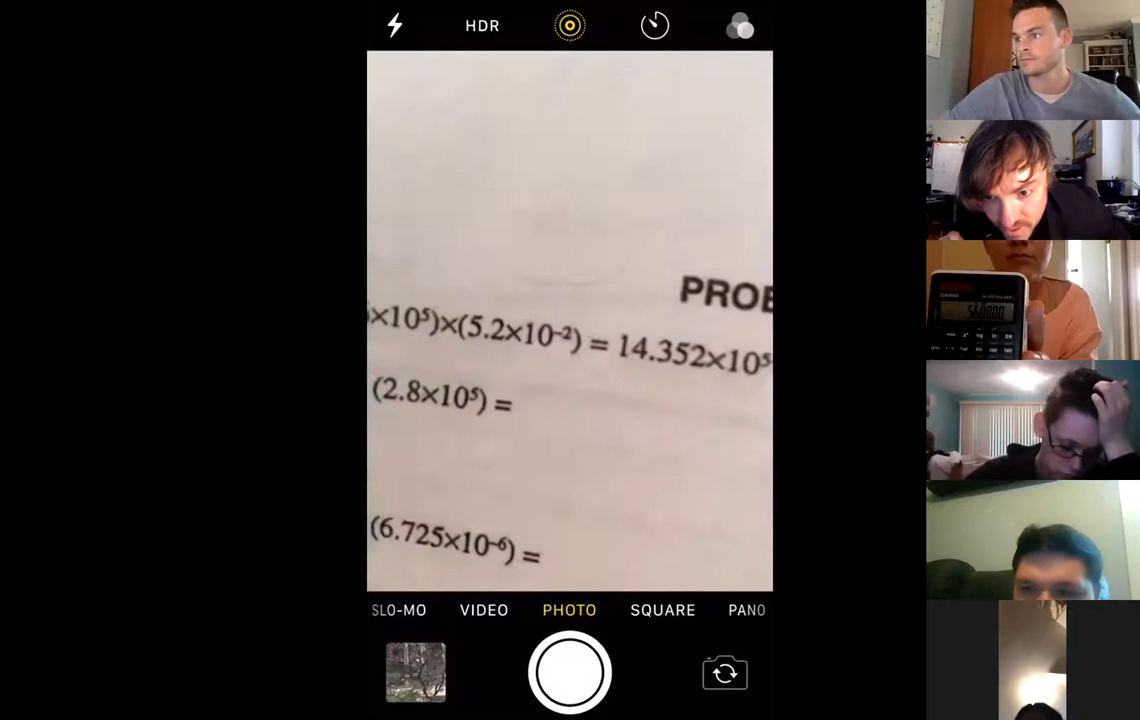 HDR
PROB
×10⁵)×(5.2×10⁻²) = 14.352×10⁵
(2.8×10⁵) =
(6.725×10⁻⁶) =
SLO-MO VIDEO PHOTO SQUARE PANO
CASIO